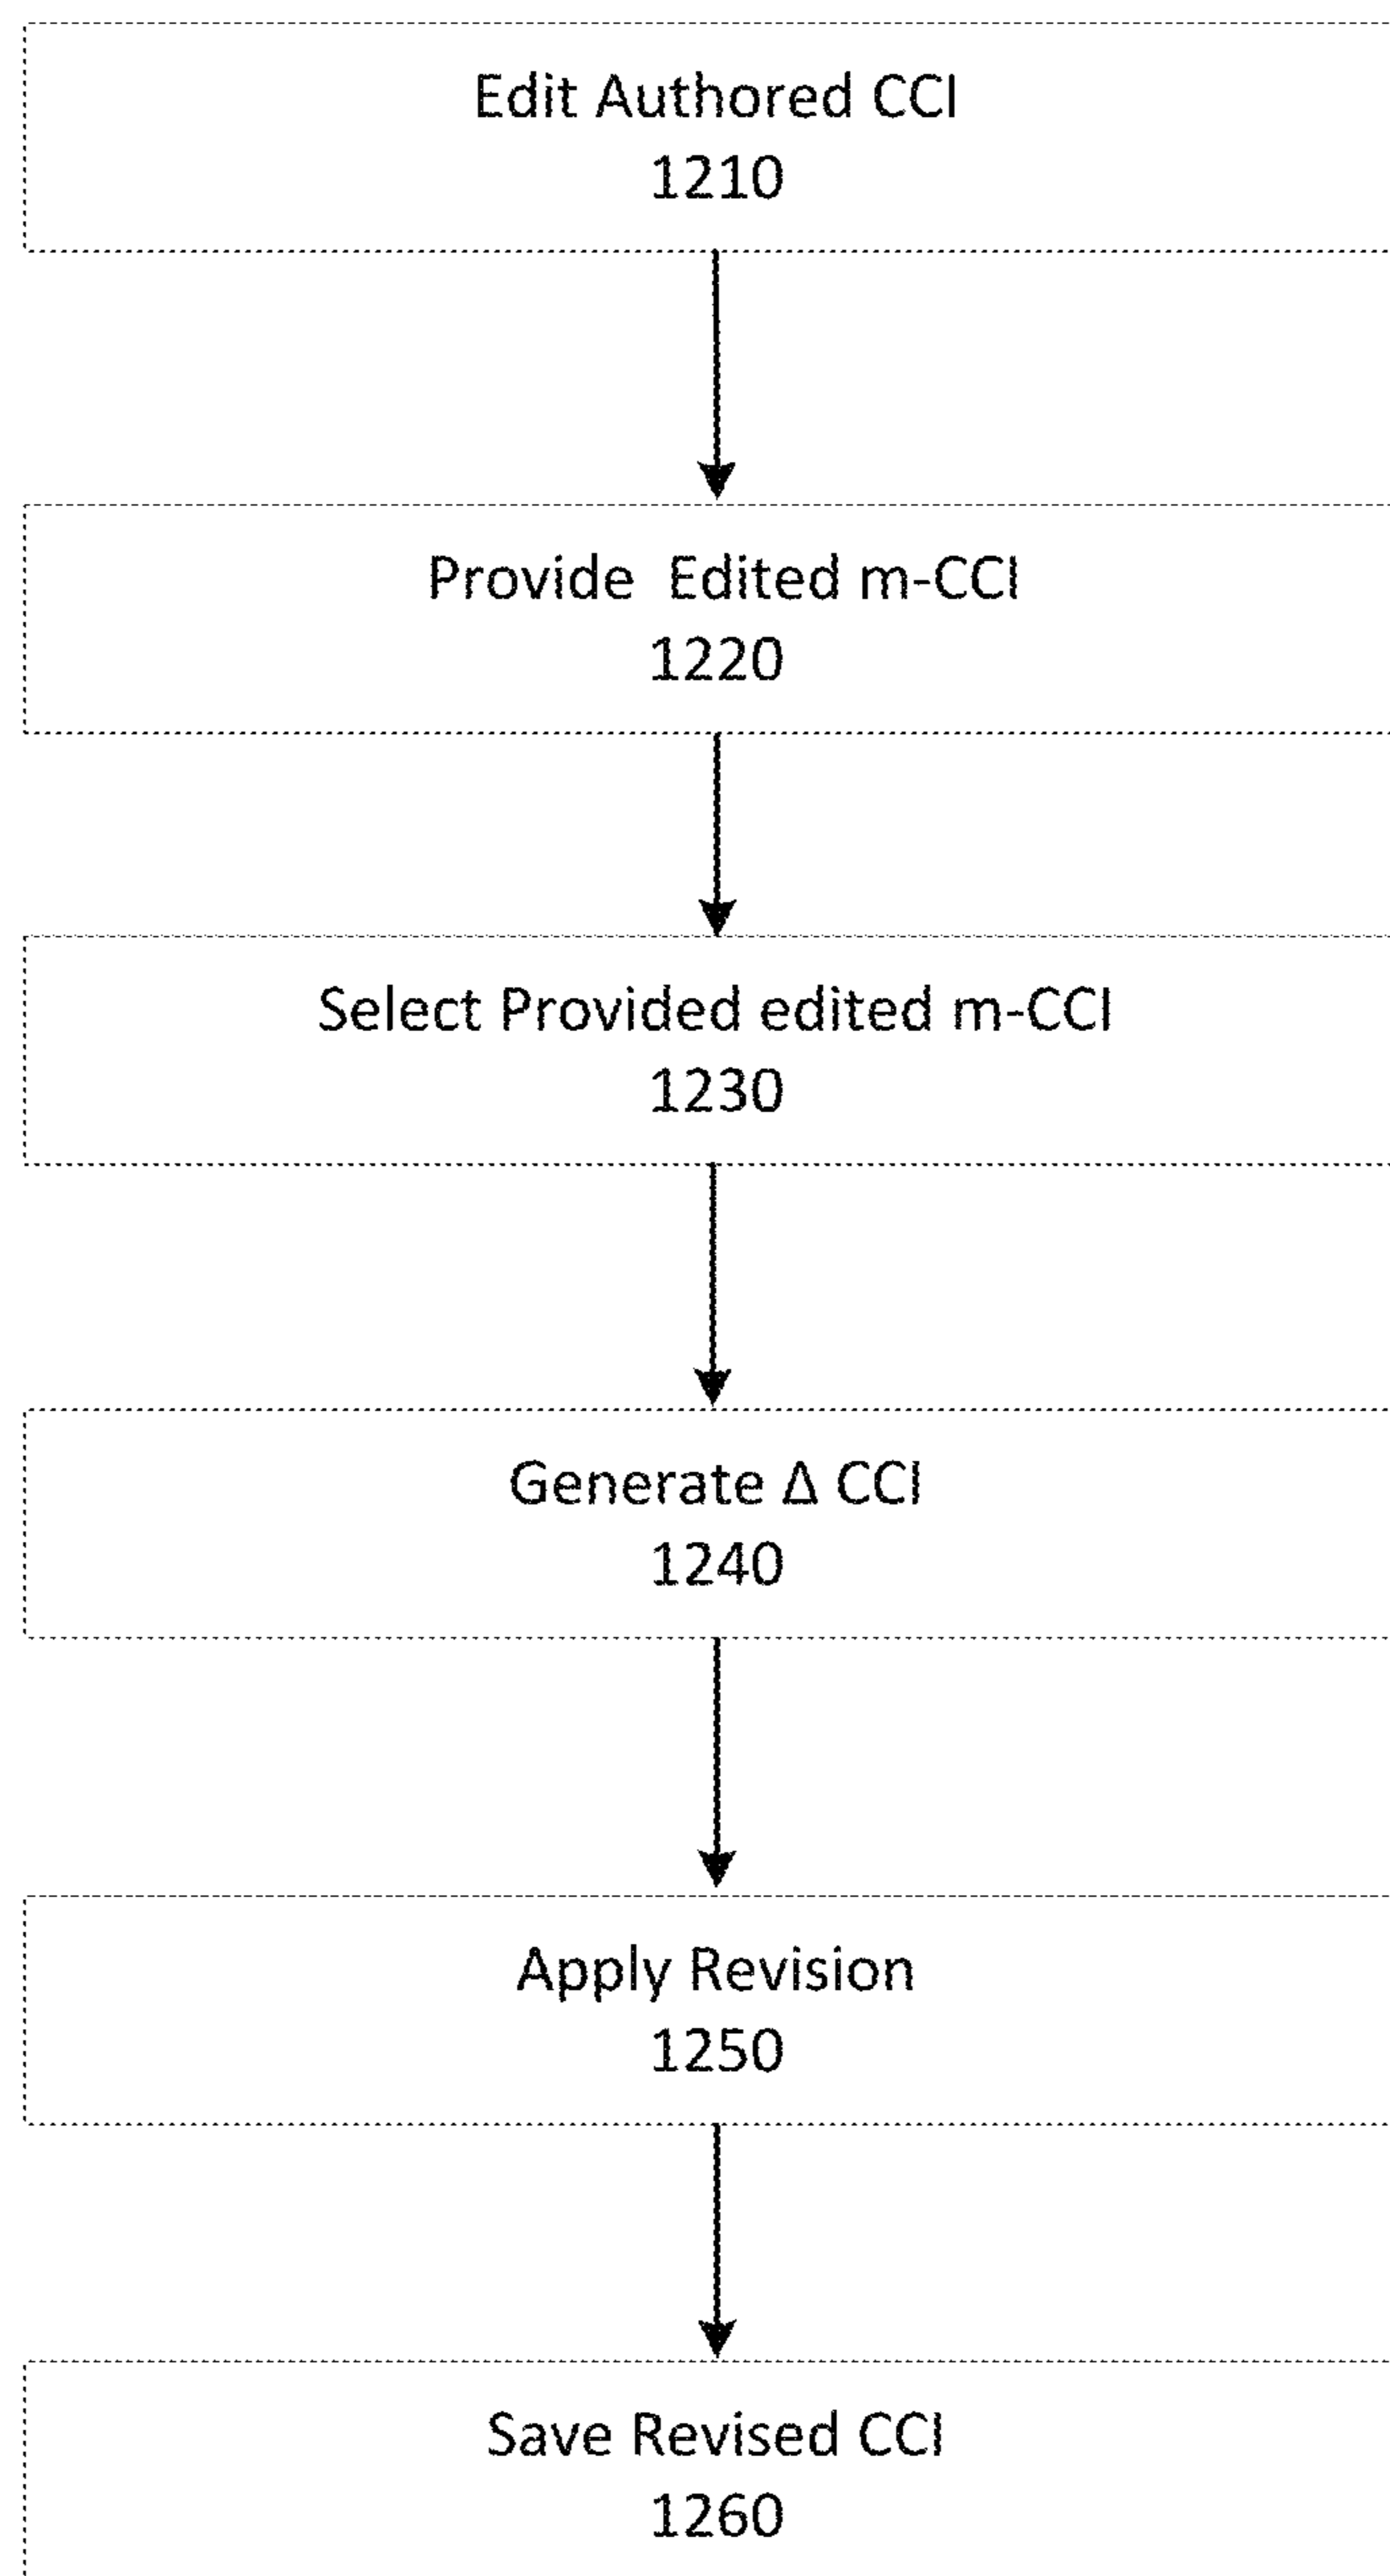 Edit Authored CCI
1210
Provide Edited m-CCI
1220
Select Provided edited m-CCI
1230
Generate Δ CCI
1240
Apply Revision
1250
Save Revised CCI
1260